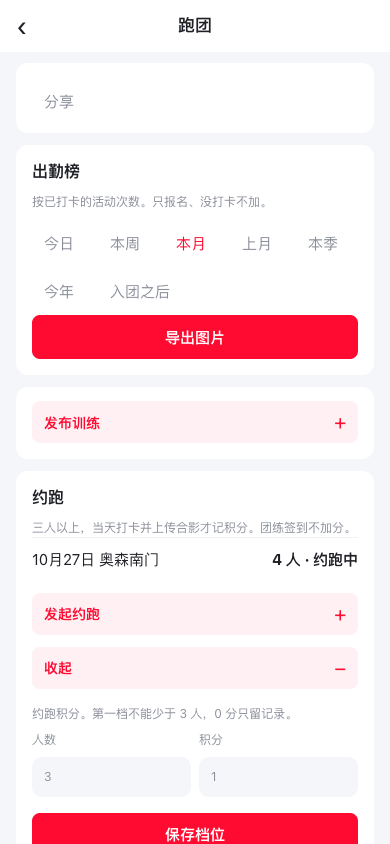 跑团
分享
出勤榜
按已打卡的活动次数。只报名、没打卡不加。
今日 本周 本月 上月 本季
今年 入团之后
导出图片
发布训练 +
约跑
三人以上，当天打卡并上传合影才记积分。团练签到不加分。
10月27日 奥森南门 4 人 · 约跑中
发起约跑 +
收起 −
约跑积分。第一档不能少于 3 人，0 分只留记录。
人数 积分
3 1
保存档位